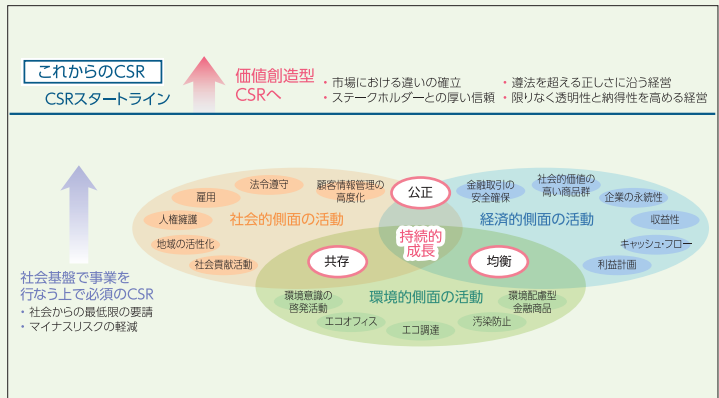 これからのCSR
CSRスタートライン
価値創造型
CSRへ
・市場における違いの確立
・ステークホルダーとの厚い信頼
・遵法を超える正しさに沿う経営
・限りなく透明性と納得性を高める経営
社会基盤で事業を
行なう上で必須のCSR
・社会からの最低限の要請
・マイナスリスクの軽減
公正
法令遵守
顧客情報管理の
高度化
雇用
社会的側面の活動
人権擁護
地域の活性化
社会貢献活動
金融取引の
安全確保
社会的価値の
高い商品群
企業の永続性
経済的側面の活動
収益性
キャッシュ・フロー
利益計画
持続的
成長
共存
均衡
環境的側面の活動
環境意識の
啓発活動
エコオフィス
エコ調達
汚染防止
環境配慮型
金融商品